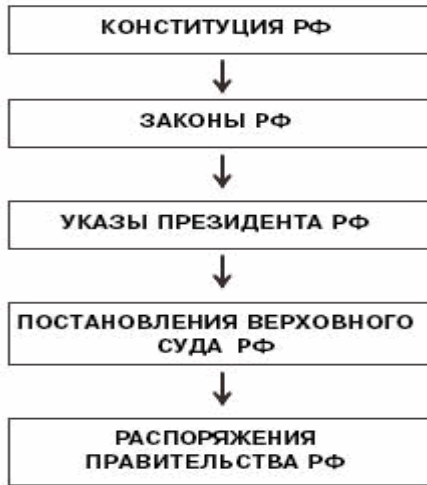 КОНСТИТУЦИЯ РФ
ЗАКОНЫ РФ
УКАЗЫ ПРЕЗИДЕНТА РФ
ПОСТАНОВЛЕНИЯ ВЕРХОВНОГО
СУДА РФ
РАСПОРЯЖЕНИЯ
ПРАВИТЕЛЬСТВА РФ